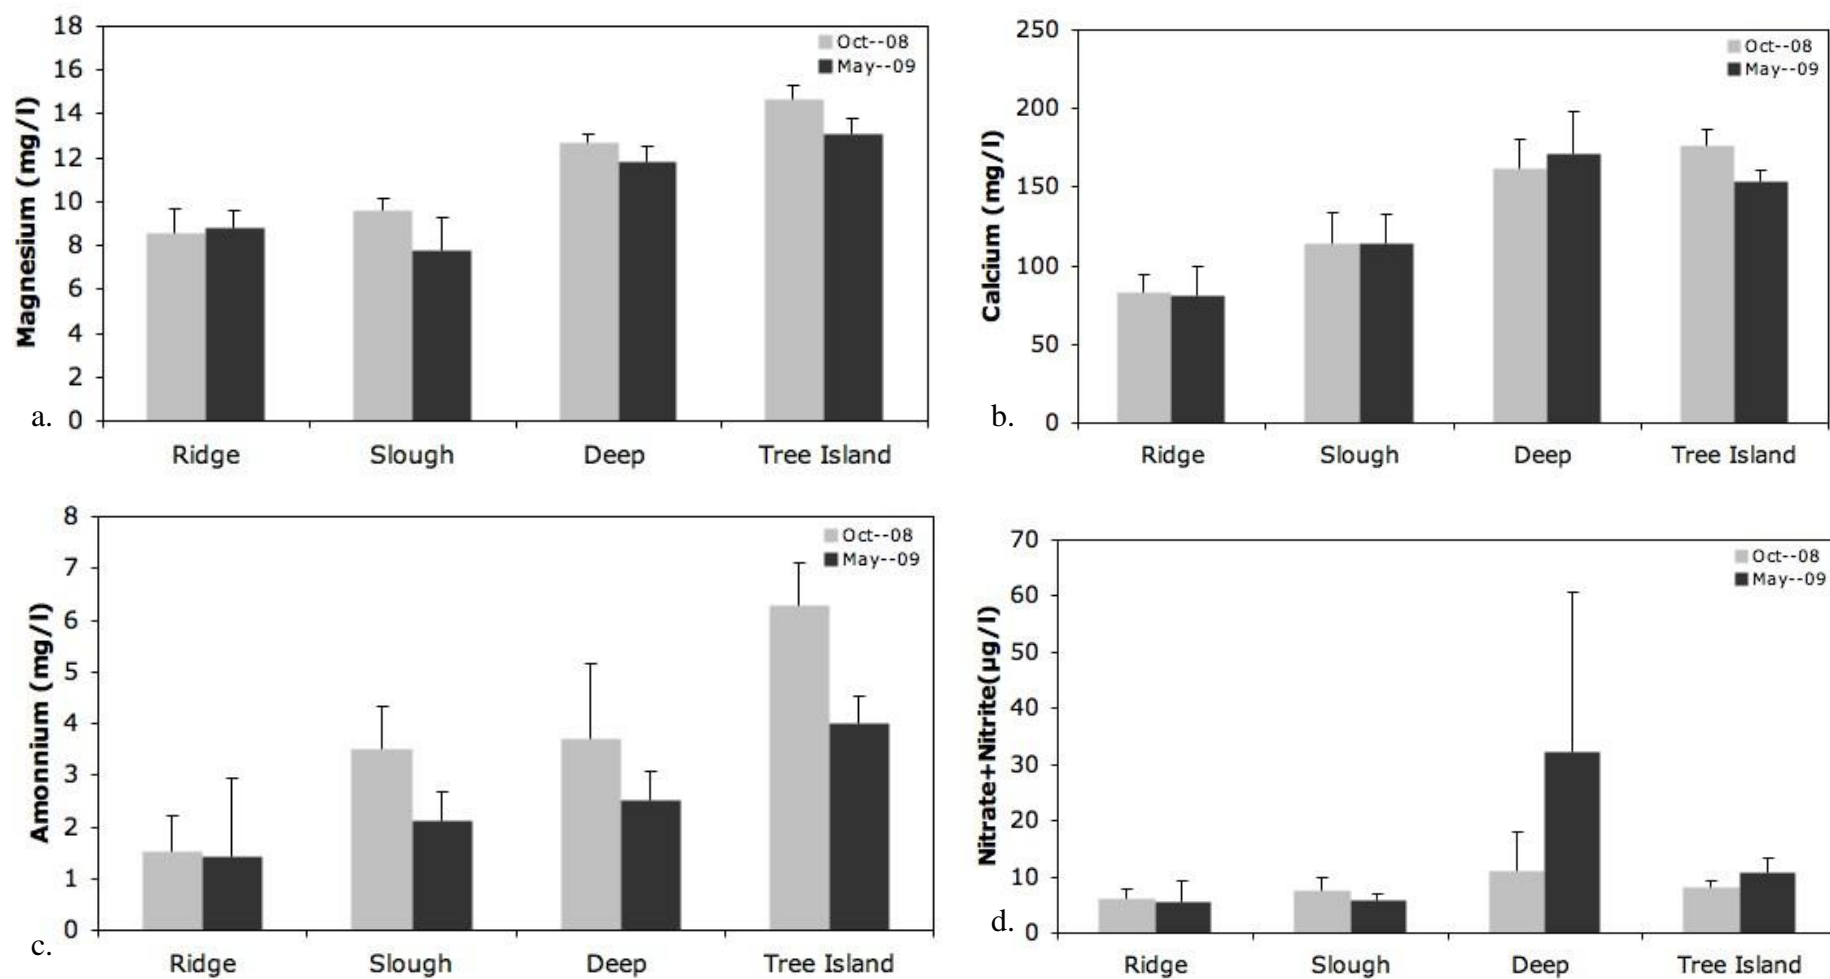 Magnesium (mg/l)
18
16
14
12
10
8
6
4
2
0
Oct--08
May--09
a.
Ridge Slough Deep Tree Island
Calcium (mg/l)
250
200
150
100
50
0
Oct--08
May--09
b.
Ridge Slough Deep Tree Island
Amonnium (mg/l)
8
7
6
5
4
3
2
1
0
Oct--08
May--09
c.
Ridge Slough Deep Tree Island
Nitrate+Nitrite(µg/l)
70
60
50
40
30
20
10
0
Oct--08
May--09
d.
Ridge Slough Deep Tree Island